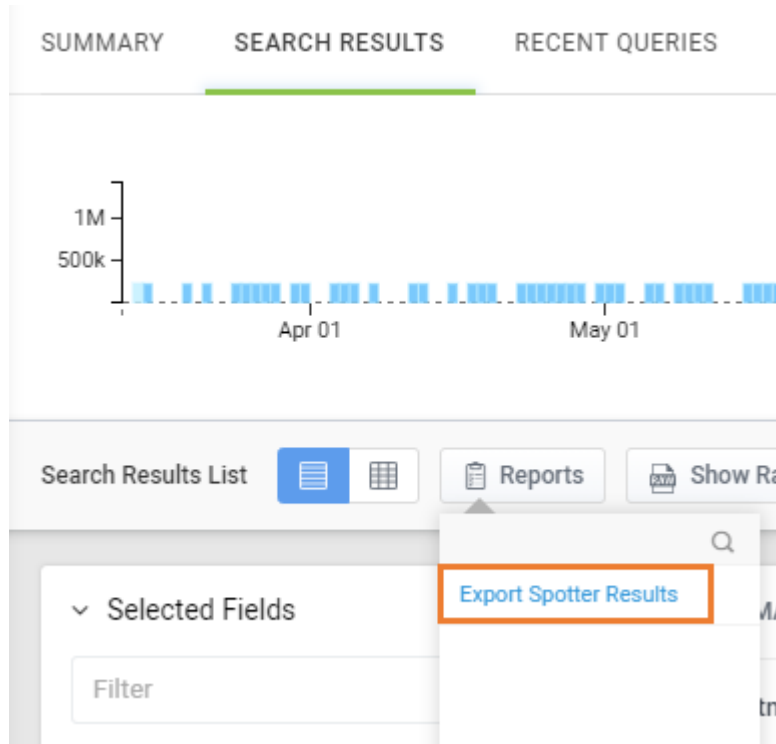 SUMMARY SEARCH RESULTS RECENT QUERIES
1M
500k
Apr 01 May 01
Search Results List Reports Show
Selected Fields
Export Spotter Results
Filter